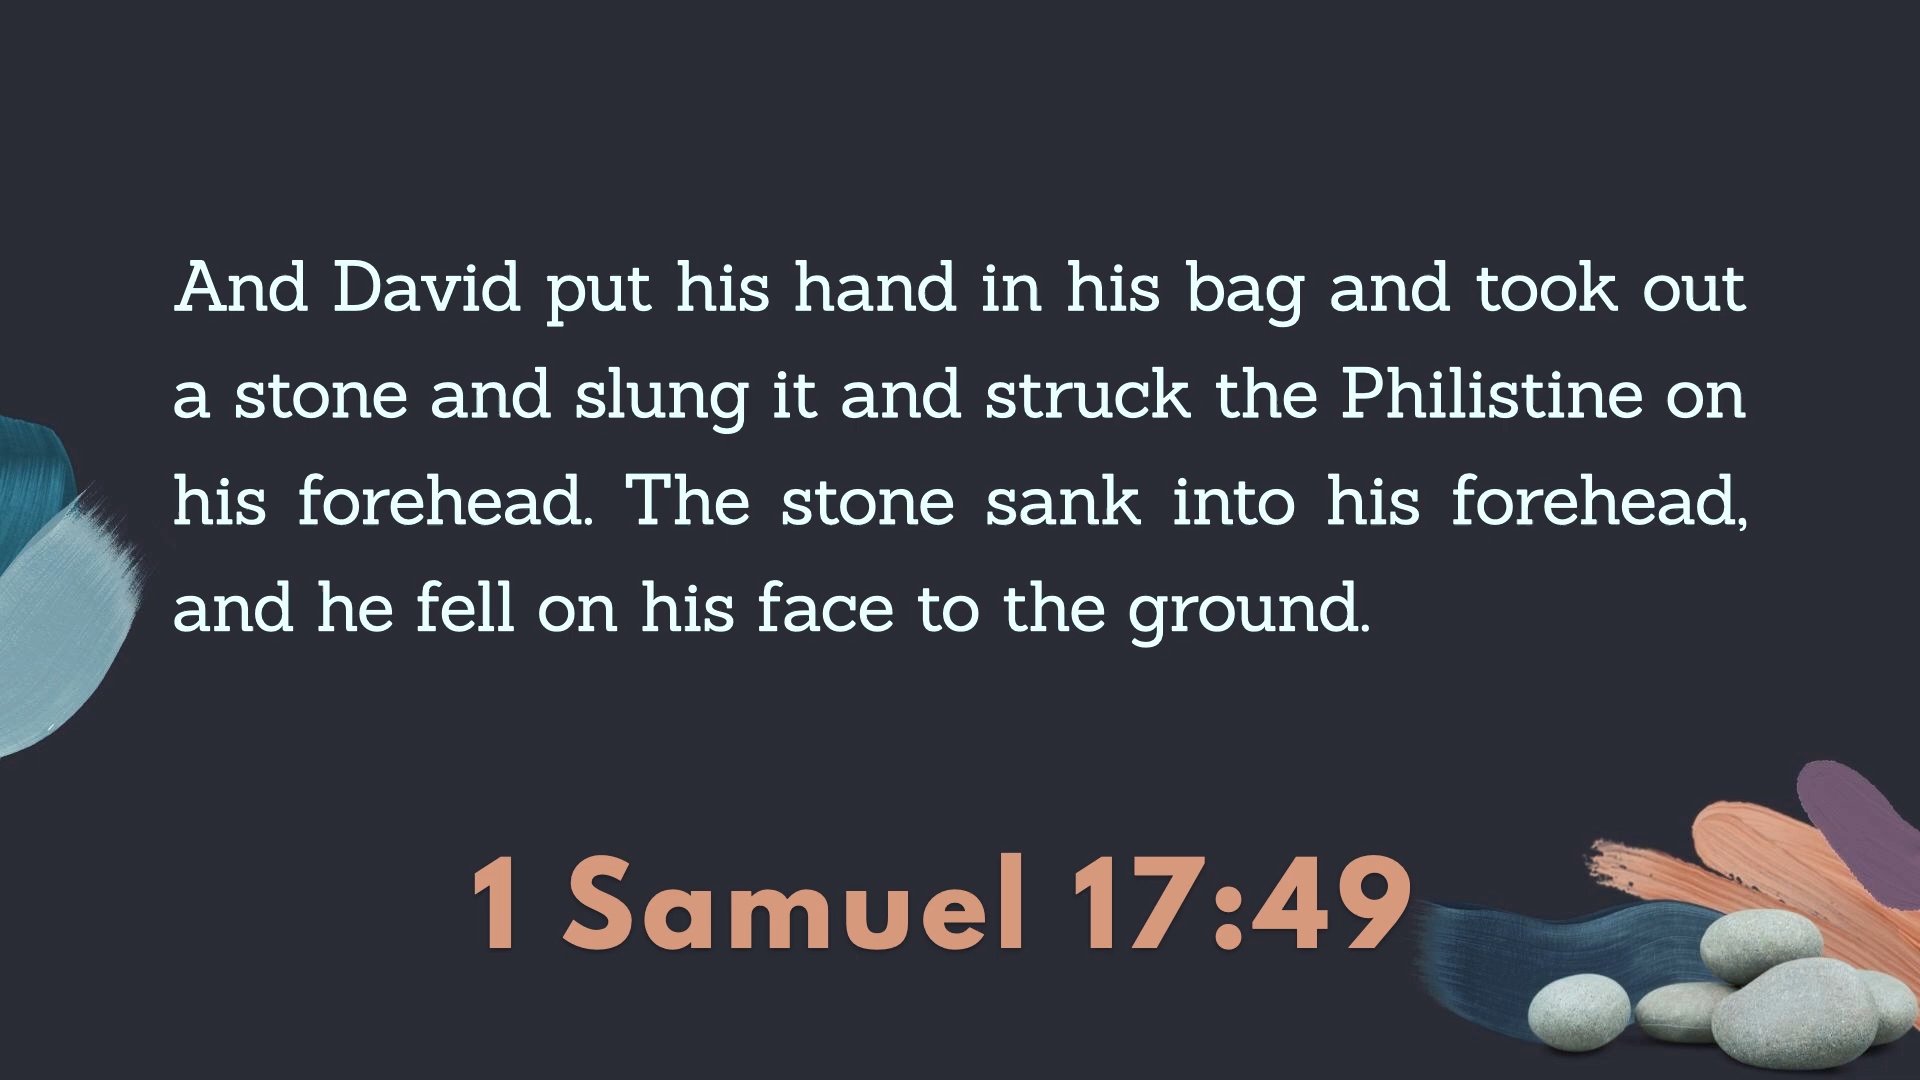 And David put his hand in his bag and took out
a stone and slung it and struck the Philistine on
his forehead. The stone sank into his forehead,
and he fell on his face to the ground.
1 Samuel 17:49